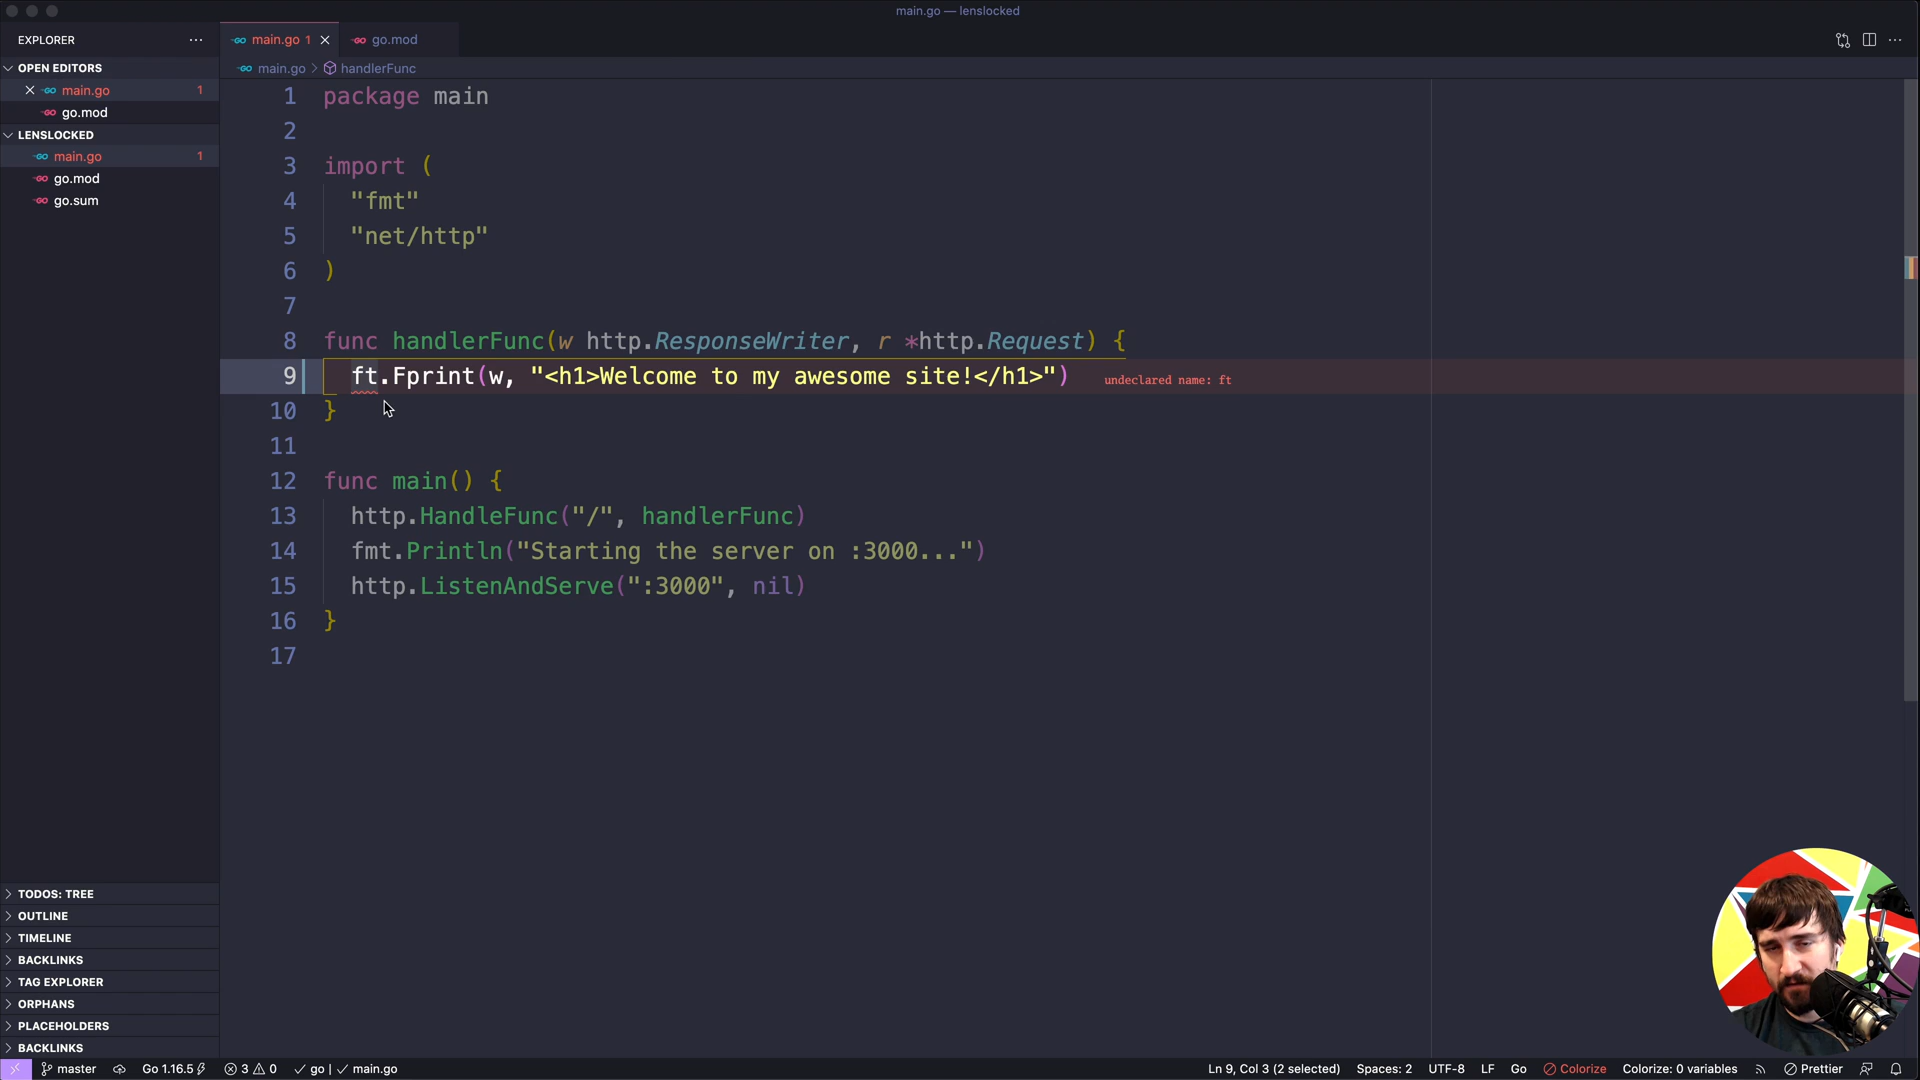 main.go — lenslocked
EXPLORER
main.go 1
go.mod
OPEN EDITORS
main.go 1
go.mod
LENSLOCKED
main.go 1
go.mod
go.sum
main.go > handlerFunc
1 package main
2
3 import (
4 "fmt"
5 "net/http"
6 )
7
8 func handlerFunc(w http.ResponseWriter, r *http.Request) {
9 ft.Fprint(w, "<h1>Welcome to my awesome site!</h1>") undeclared name: ft
10 }
11
12 func main() {
13 http.HandleFunc("/", handlerFunc)
14 fmt.Println("Starting the server on :3000...")
15 http.ListenAndServe(":3000", nil)
16 }
17
TODOS: TREE
OUTLINE
TIMELINE
BACKLINKS
TAG EXPLORER
ORPHANS
PLACEHOLDERS
BACKLINKS
master Go 1.16.5 3 0 go | main.go Ln 9, Col 3 (2 selected) Spaces: 2 UTF-8 LF Go Colorize Colorize: 0 variables Prettier